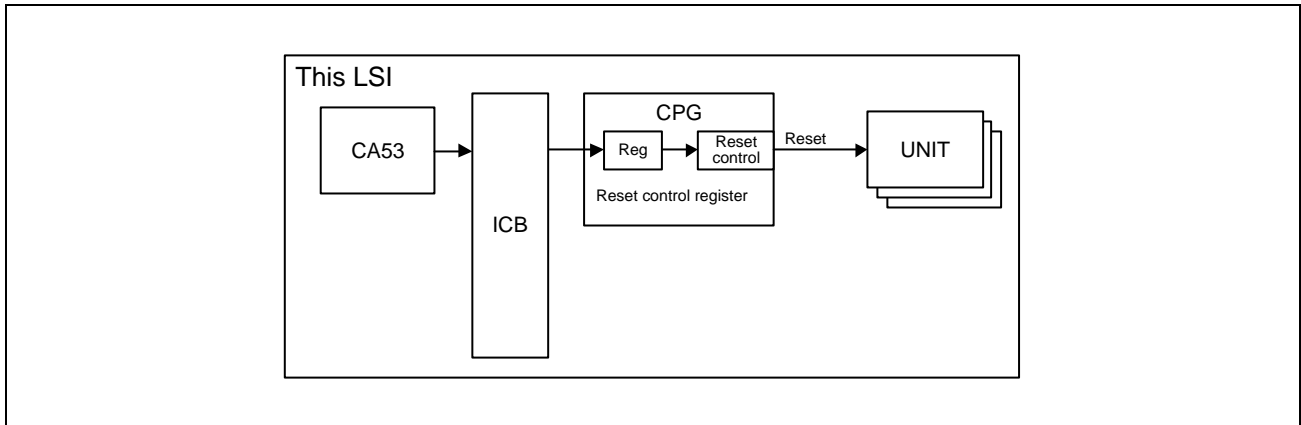 This LSI
CA53
ICB
CPG
Reg
Reset
control
Reset control register
Reset
UNIT